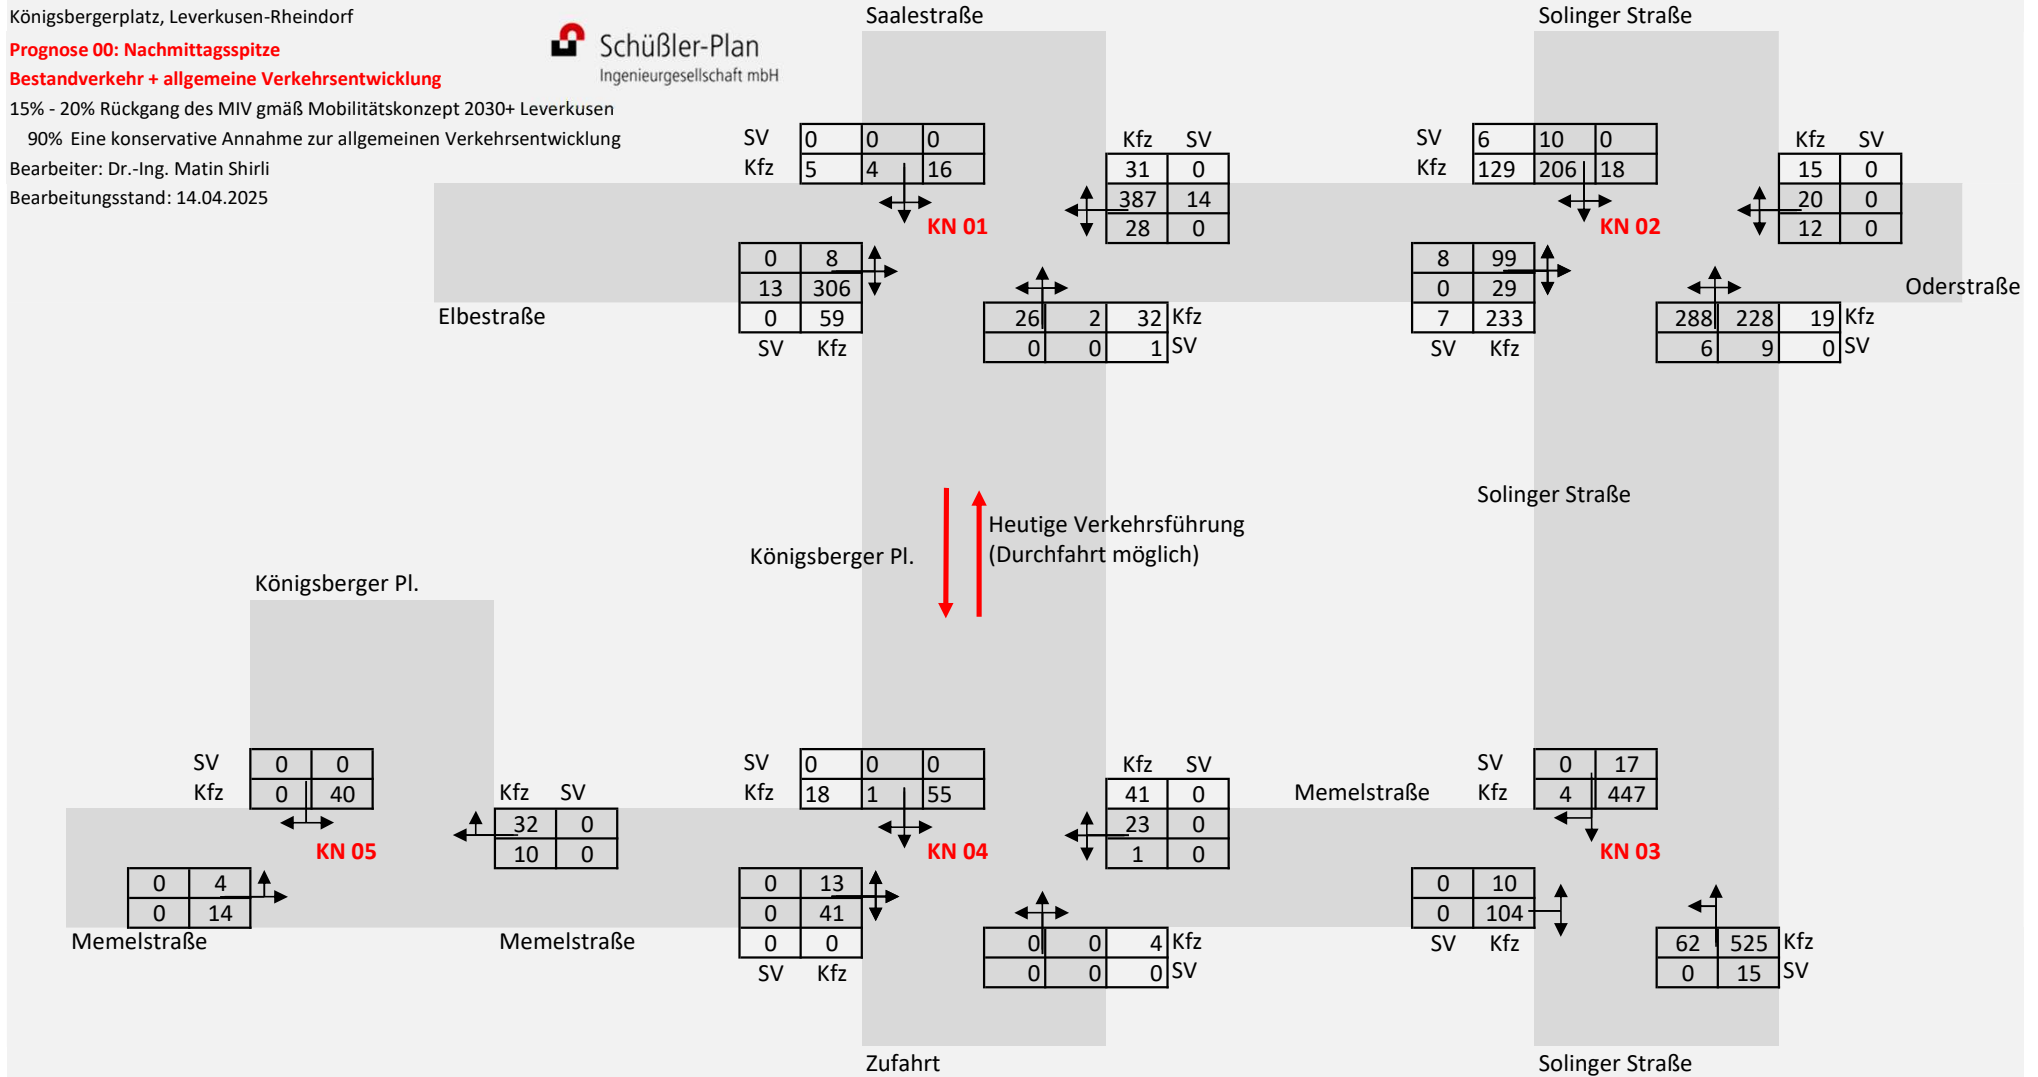 Königsbergerplatz, Leverkusen-Rheindorf
Prognose 00: Nachmittagsspitze
Bestandverkehr + allgemeine Verkehrsentwicklung
15% - 20% Rückgang des MIV gmäß Mobilitätskonzept 2030+ Leverkusen
90% Eine konservative Annahme zur allgemeinen Verkehrsentwicklung
Bearbeiter: Dr.-Ing. Matin Shirli
Bearbeitungsstand: 14.04.2025
Schüßler-Plan
Ingenieurgesellschaft mbH
Saalestraße
SV 0 0 0
Kfz 5 4 16
Kfz SV
31 0
387 14
28 0
KN 01
0 8
13 306
0 59
SV Kfz
26 2 32 Kfz
0 0 1 SV
Elbestraße
Solinger Straße
SV 6 10 0
Kfz 129 206 18
Kfz SV
15 0
20 0
12 0
KN 02
8 99
0 29
7 233
SV Kfz
288 228 19 Kfz
6 9 0 SV
Oderstraße
Königsberger Pl.
Heutige Verkehrsführung
(Durchfahrt möglich)
Solinger Straße
Königsberger Pl.
SV 0 0
Kfz 0 40
Kfz SV
32 0
10 0
KN 05
0 4
0 14
Memelstraße
Memelstraße
SV 0 0 0
Kfz 18 1 55
Kfz SV
41 0
23 0
1 0
KN 04
0 13
0 41
0 0
SV Kfz
0 0 4 Kfz
0 0 0 SV
Zufahrt
Memelstraße
SV 0 17
Kfz 4 447
KN 03
0 10
0 104
SV Kfz
62 525 Kfz
0 15 SV
Solinger Straße